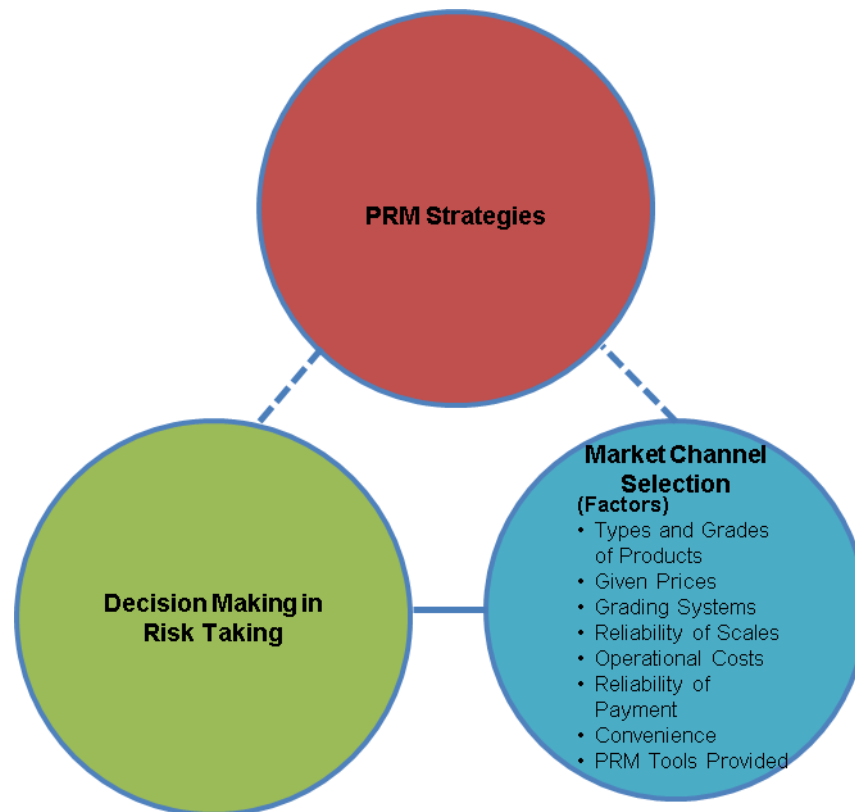 PRM Strategies
Decision Making in
Risk Taking
Market Channel
Selection
(Factors)
• Types and Grades
of Products
• Given Prices
• Grading Systems
• Reliability of Scales
• Operational Costs
• Reliability of
Payment
• Convenience
• PRM Tools Provided